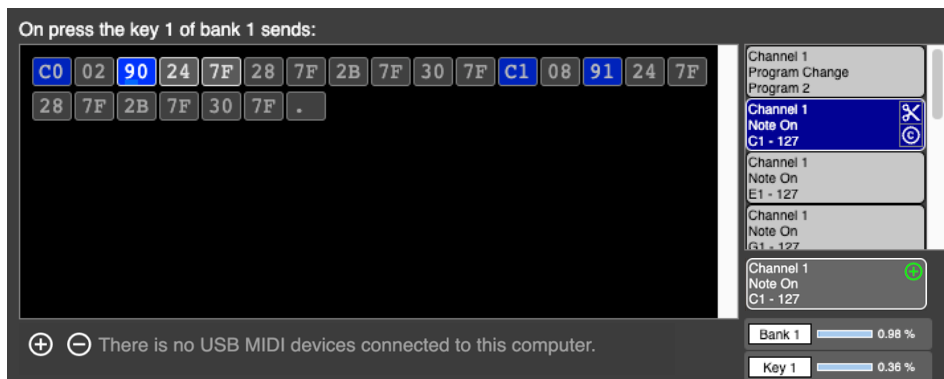 On press the key 1 of bank 1 sends:
C0 02 90 24 7F 28 7F 2B 7F 30 7F C1 08 91 24 7F
28 7F 2B 7F 30 7F .
Channel 1
Program Change
Program 2
Channel 1
Note On
C1 - 127
Channel 1
Note On
E1 - 127
Channel 1
Note On
G1 - 127
Channel 1
Note On
C1 - 127
There is no USB MIDI devices connected to this computer.
Bank 1 0.98 %
Key 1 0.36 %